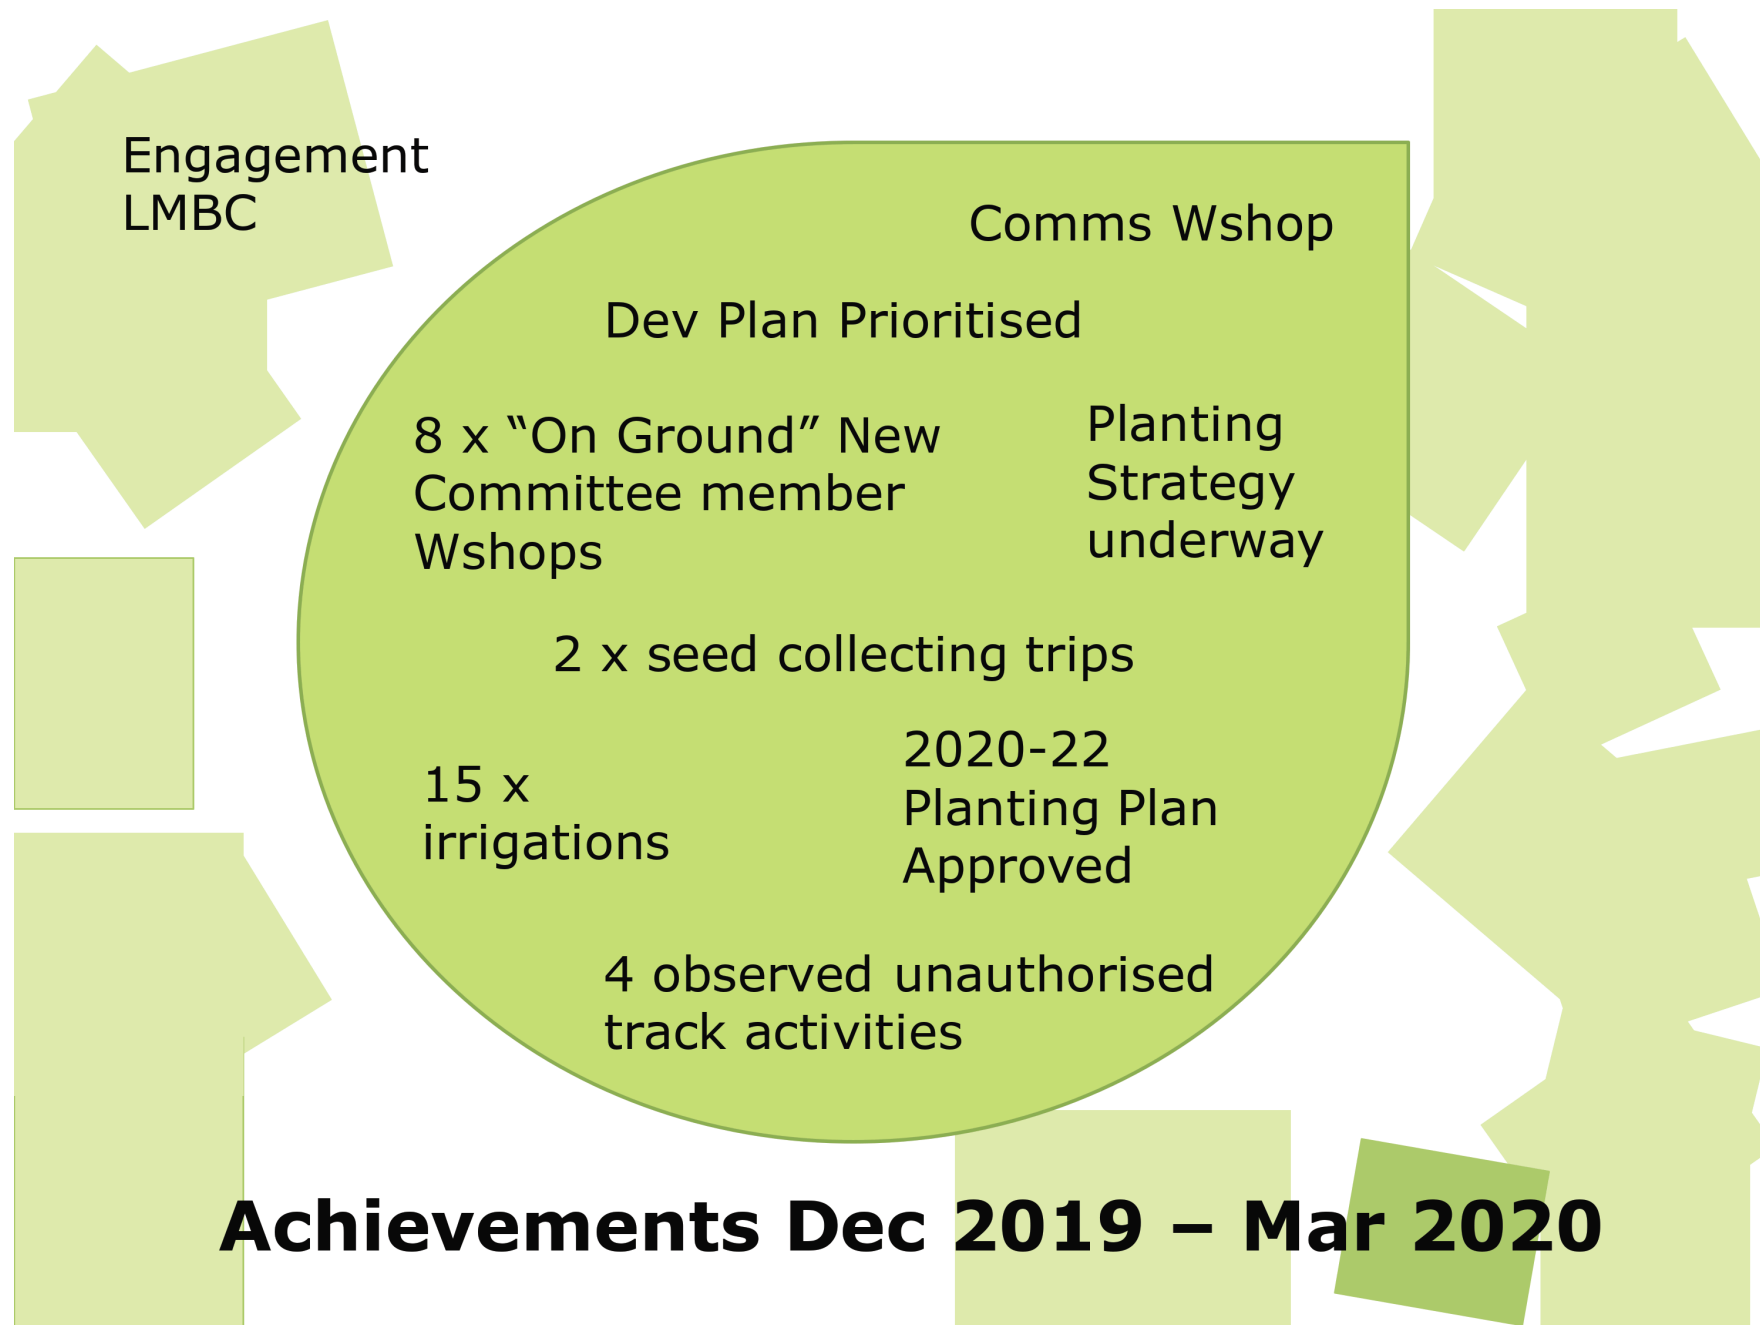 Engagement
LMBC
Comms Wshop
Dev Plan Prioritised
8 x “On Ground” New
Committee member
Wshops
Planting
Strategy
underway
2 x seed collecting trips
15 x
irrigations
2020-22
Planting Plan
Approved
4 observed unauthorised
track activities
Achievements Dec 2019 – Mar 2020